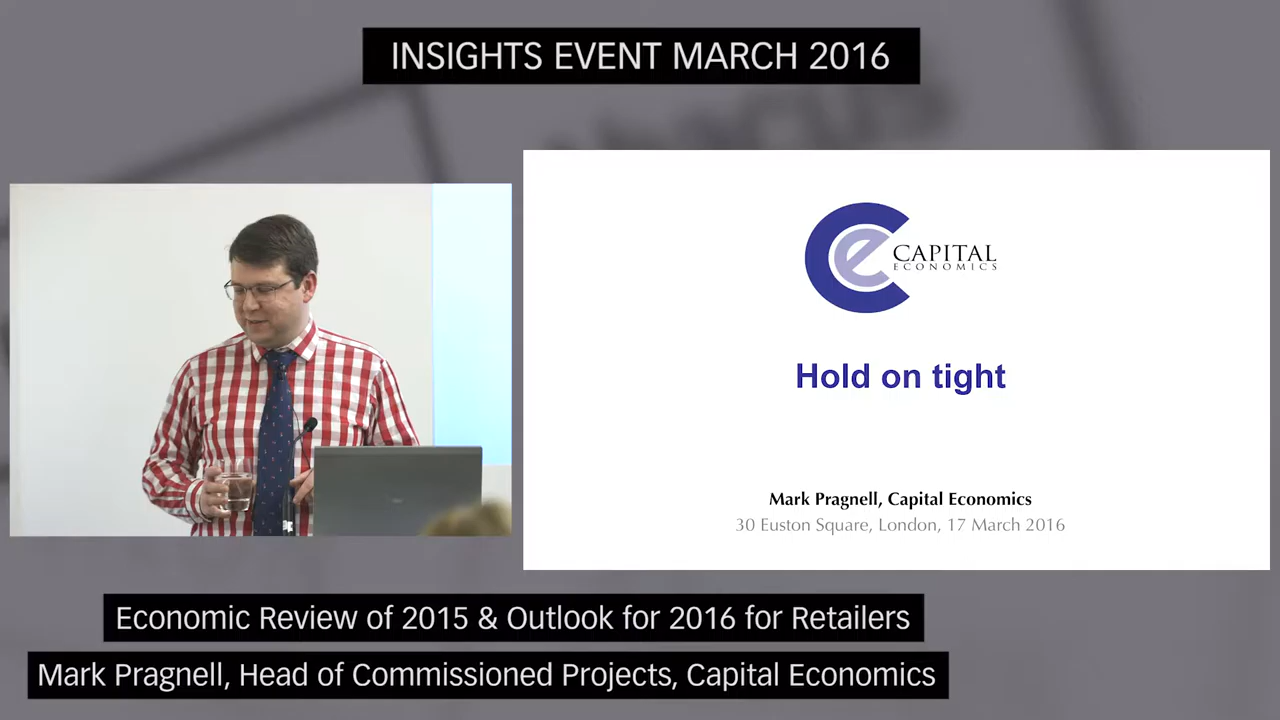 INSIGHTS EVENT MARCH 2016
CAPITAL
ECONOMICS
Hold on tight
Mark Pragnell, Capital Economics
30 Euston Square, London, 17 March 2016
Economic Review of 2015 & Outlook for 2016 for Retailers
Mark Pragnell, Head of Commissioned Projects, Capital Economics